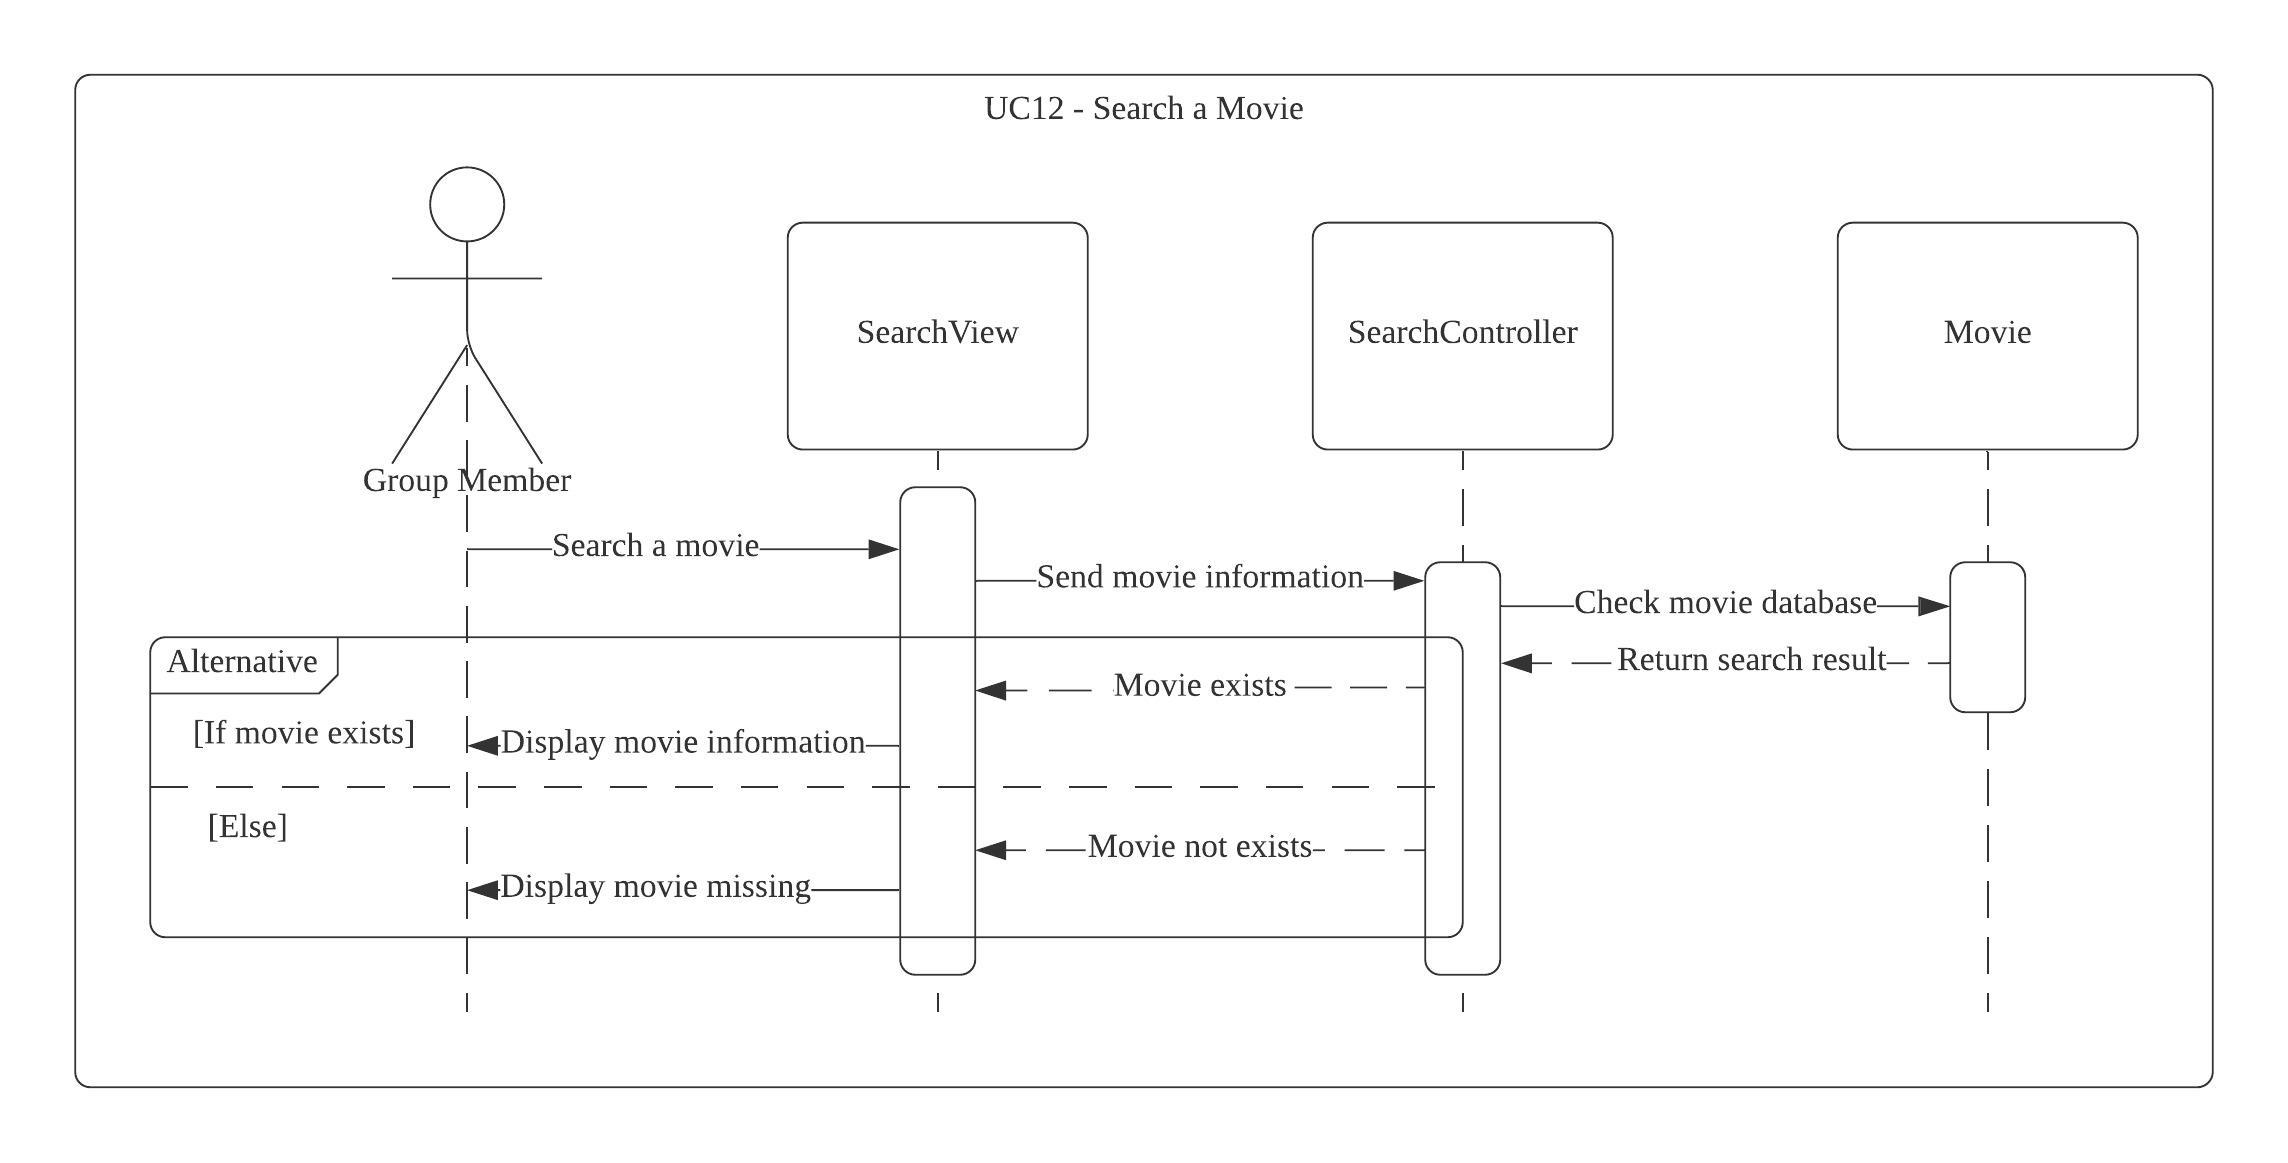 UC12 - Search a Movie
SearchView
SearchController
Movie
Group Member
Search a movie
Send movie information
Check movie database
Return search result
Alternative
Movie exists
[If movie exists]
Display movie information
[Else]
Movie not exists
Display movie missing